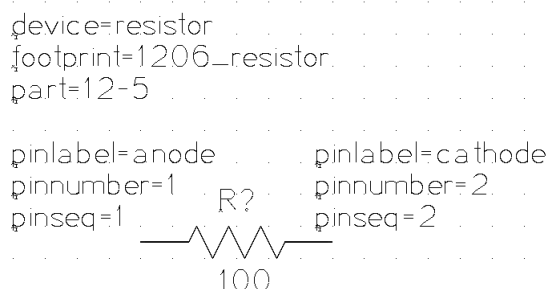 device=resistor
footprint=1206_resistor
part=12-5
pinlabel=anode
pinnumber=1
pinseq=1
pinlabel=cathode
pinnumber=2
pinseq=2
R?
100